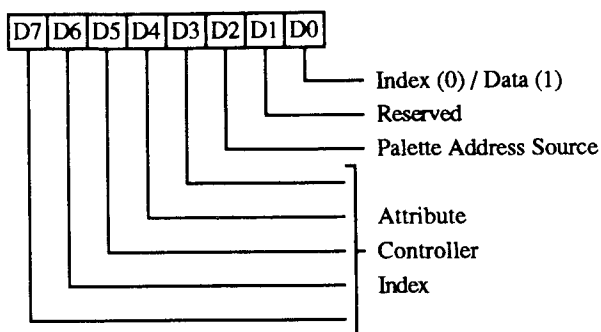 D7 D6 D5 D4 D3 D2 D1 D0
Index (0) / Data (1)
Reserved
Palette Address Source
Attribute
Controller
Index